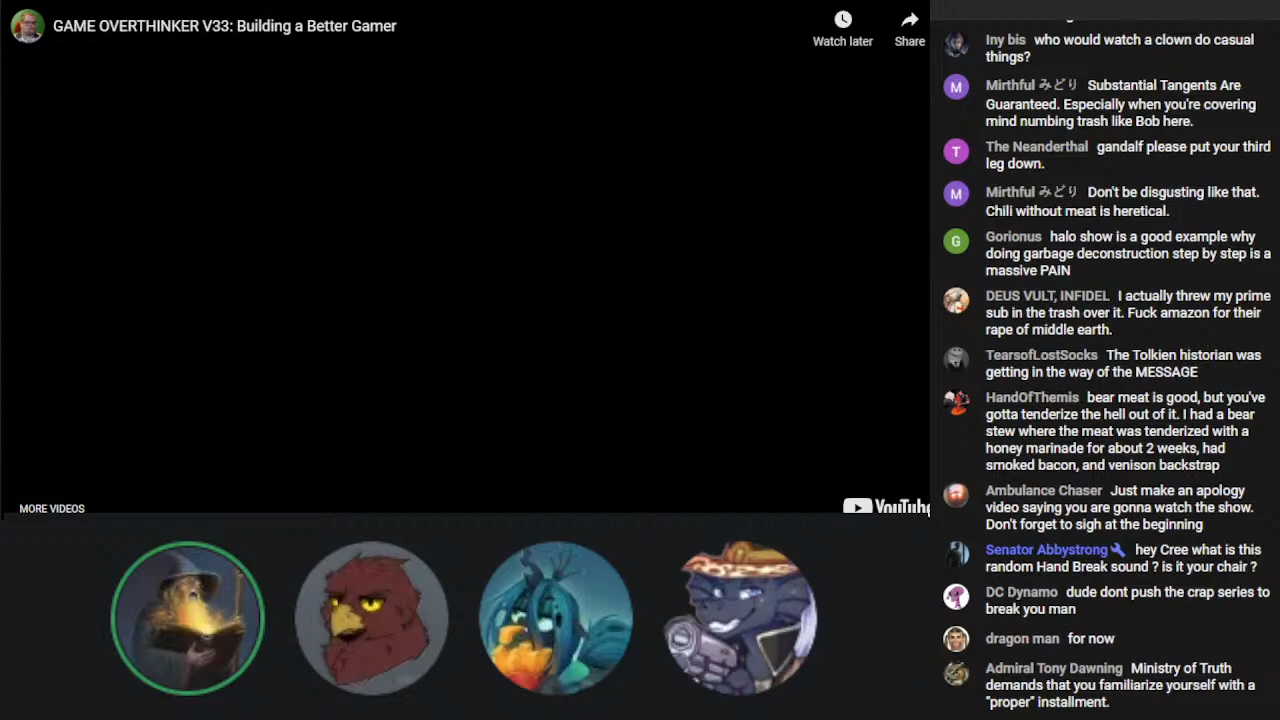 GAME OVERTHINKER V33: Building a Better Gamer
Watch later
Share
MORE VIDEOS
YouTube
Iny bis who would watch a clown do casual
things?
M
Mirthful みどり Substantial Tangents Are
Guaranteed. Especially when you're covering
mind numbing trash like Bob here.
T
The Neanderthal gandalf please put your third
leg down.
M
Mirthful みどり Don't be disgusting like that.
Chili without meat is heretical.
G
Gorionus halo show is a good example why
doing garbage deconstruction step by step is a
massive PAIN
DEUS VULT, INFIDEL I actually threw my prime
sub in the trash over it. Fuck amazon for their
rape of middle earth.
TearsofLostSocks The Tolkien historian was
getting in the way of the MESSAGE
HandOfThemis bear meat is good, but you've
gotta tenderize the hell out of it. I had a bear
stew where the meat was tenderized with a
honey marinade for about 2 weeks, had
smoked bacon, and venison backstrap
Ambulance Chaser Just make an apology
video saying you are gonna watch the show.
Don't forget to sigh at the beginning
Senator Abbystrong hey Cree what is this
random Hand Break sound ? is it your chair ?
DC Dynamo dude dont push the crap series to
break you man
dragon man for now
Admiral Tony Dawning Ministry of Truth
demands that you familiarize yourself with a
"proper" installment.